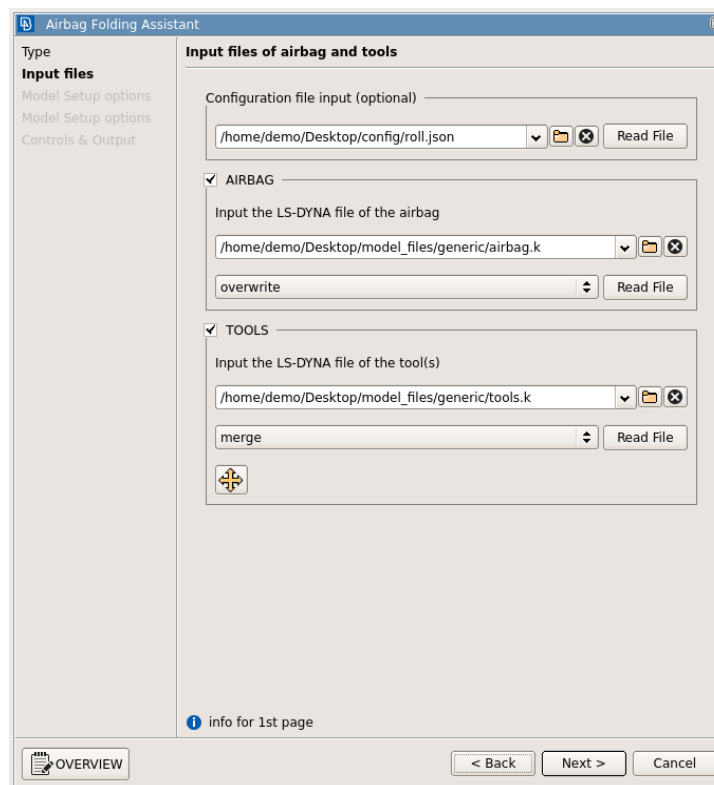 Airbag Folding Assistant
Type
Input files
Model Setup options
Model Setup options
Controls & Output
Input files of airbag and tools
Configuration file input (optional)
/home/demo/Desktop/config/roll.json
Read File
AIRBAG
Input the LS-DYNA file of the airbag
/home/demo/Desktop/model_files/generic/airbag.k
overwrite
Read File
TOOLS
Input the LS-DYNA file of the tool(s)
/home/demo/Desktop/model_files/generic/tools.k
merge
Read File
info for 1st page
OVERVIEW
< Back
Next >
Cancel